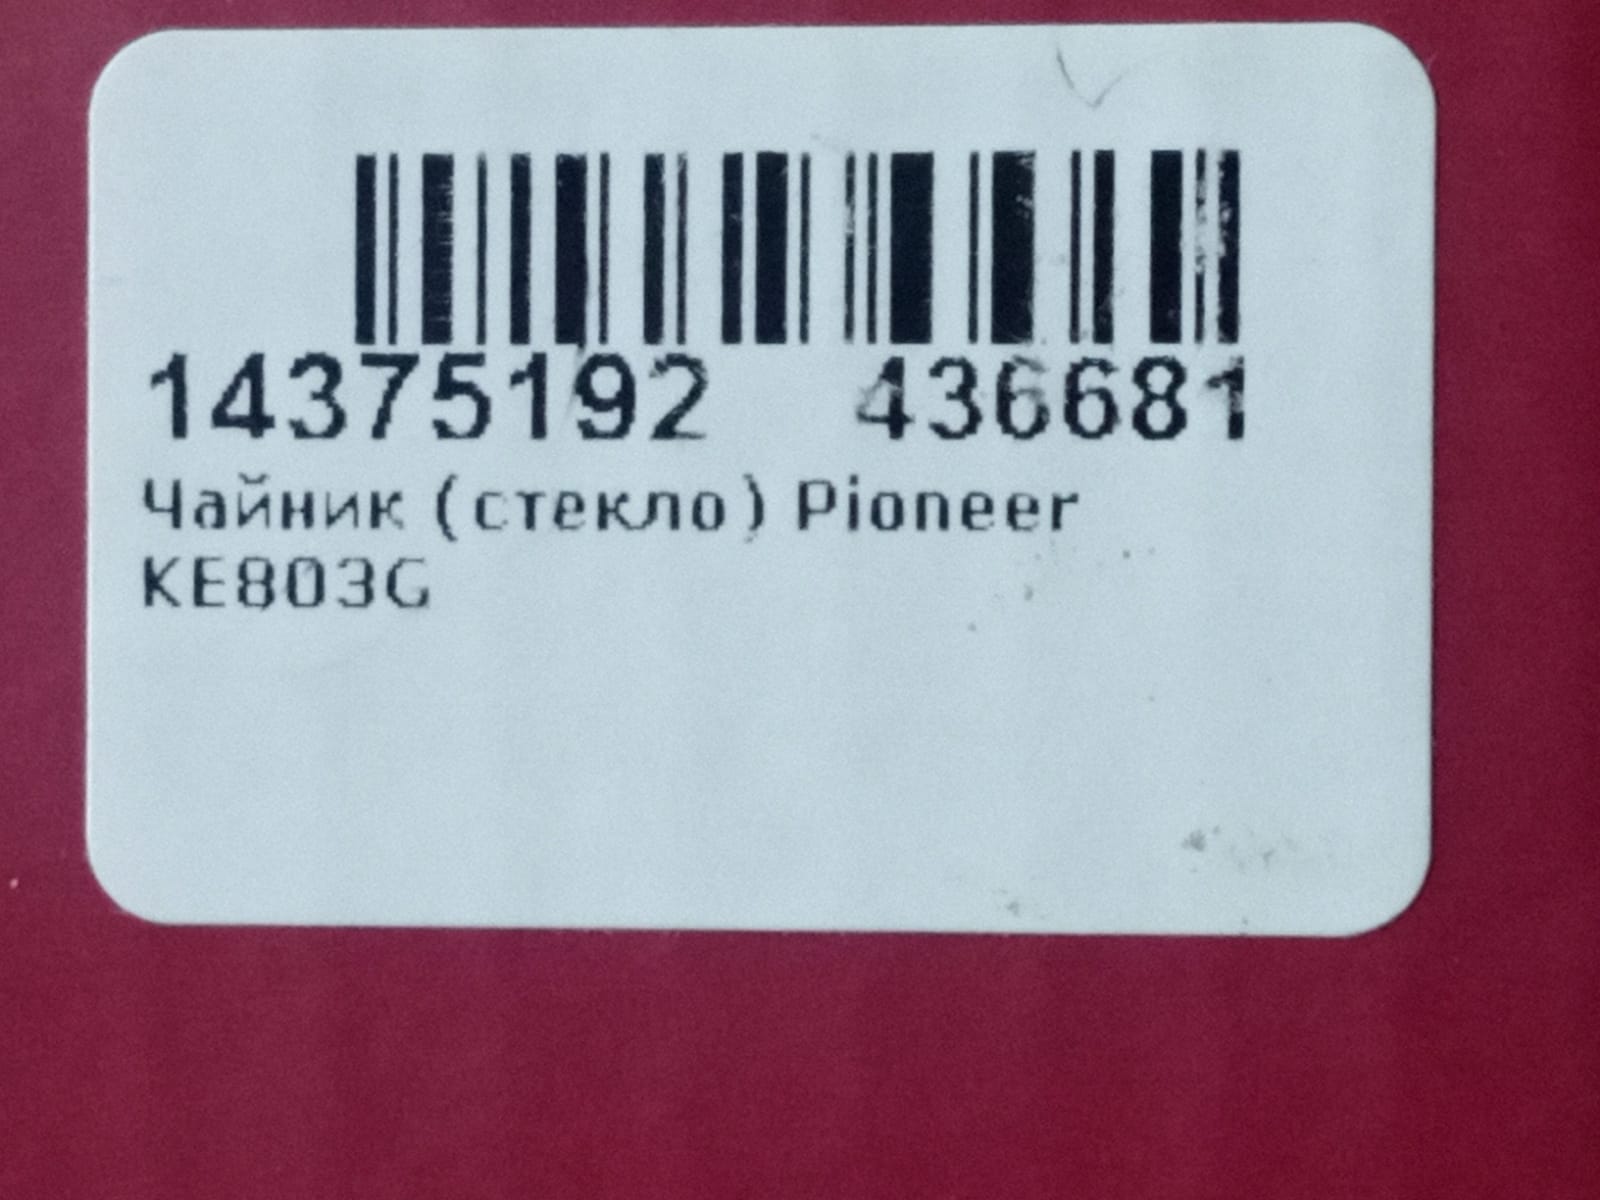 14375192 436681
Чайник (стекло) Pioneer
KE803G